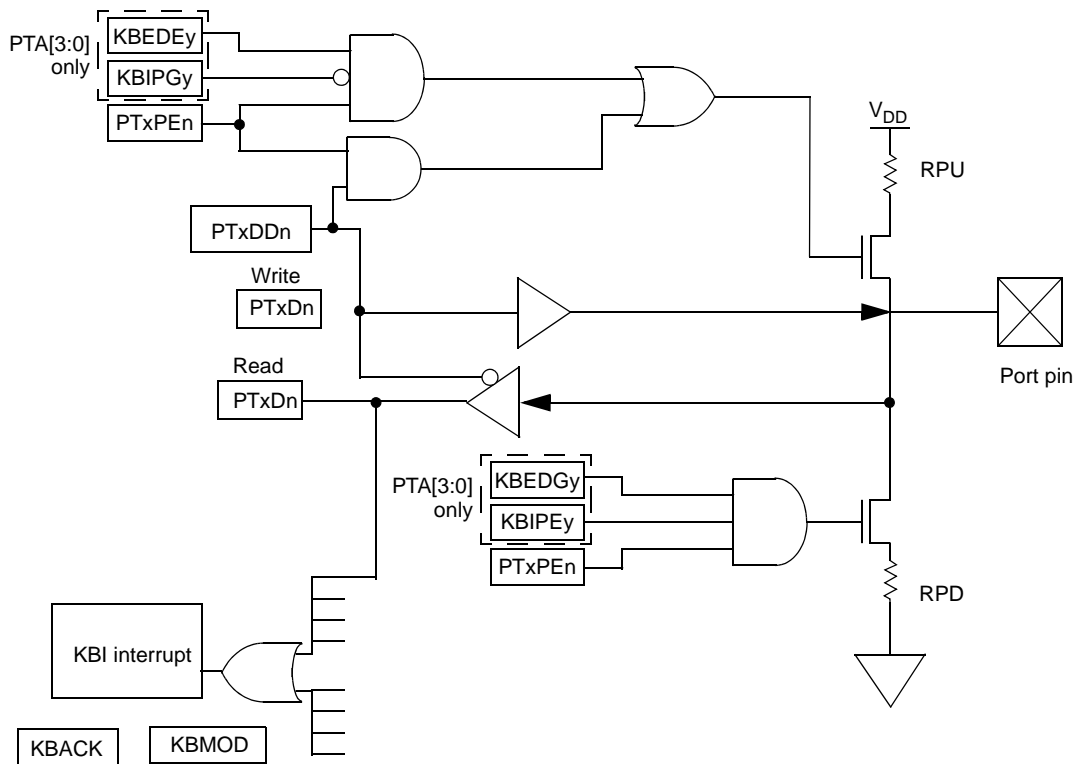 PTA[3:0]
only
KBEDEy
KBIPGy
PTxPEn
VDD
RPU
PTxDDn
Write
PTxDn
Read
PTxDn
Port pin
PTA[3:0]
only
KBEDGy
KBIPEy
PTxPEn
RPD
KBI interrupt
KBACK
KBMOD